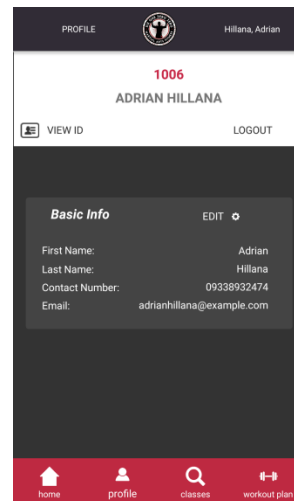 PROFILE
Hillana, Adrian
1006
ADRIAN HILLANA
VIEW ID
LOGOUT
Basic Info
EDIT
First Name: Adrian
Last Name: Hillana
Contact Number: 09338932474
Email: adrianhillana@example.com
home profile classes workout plan